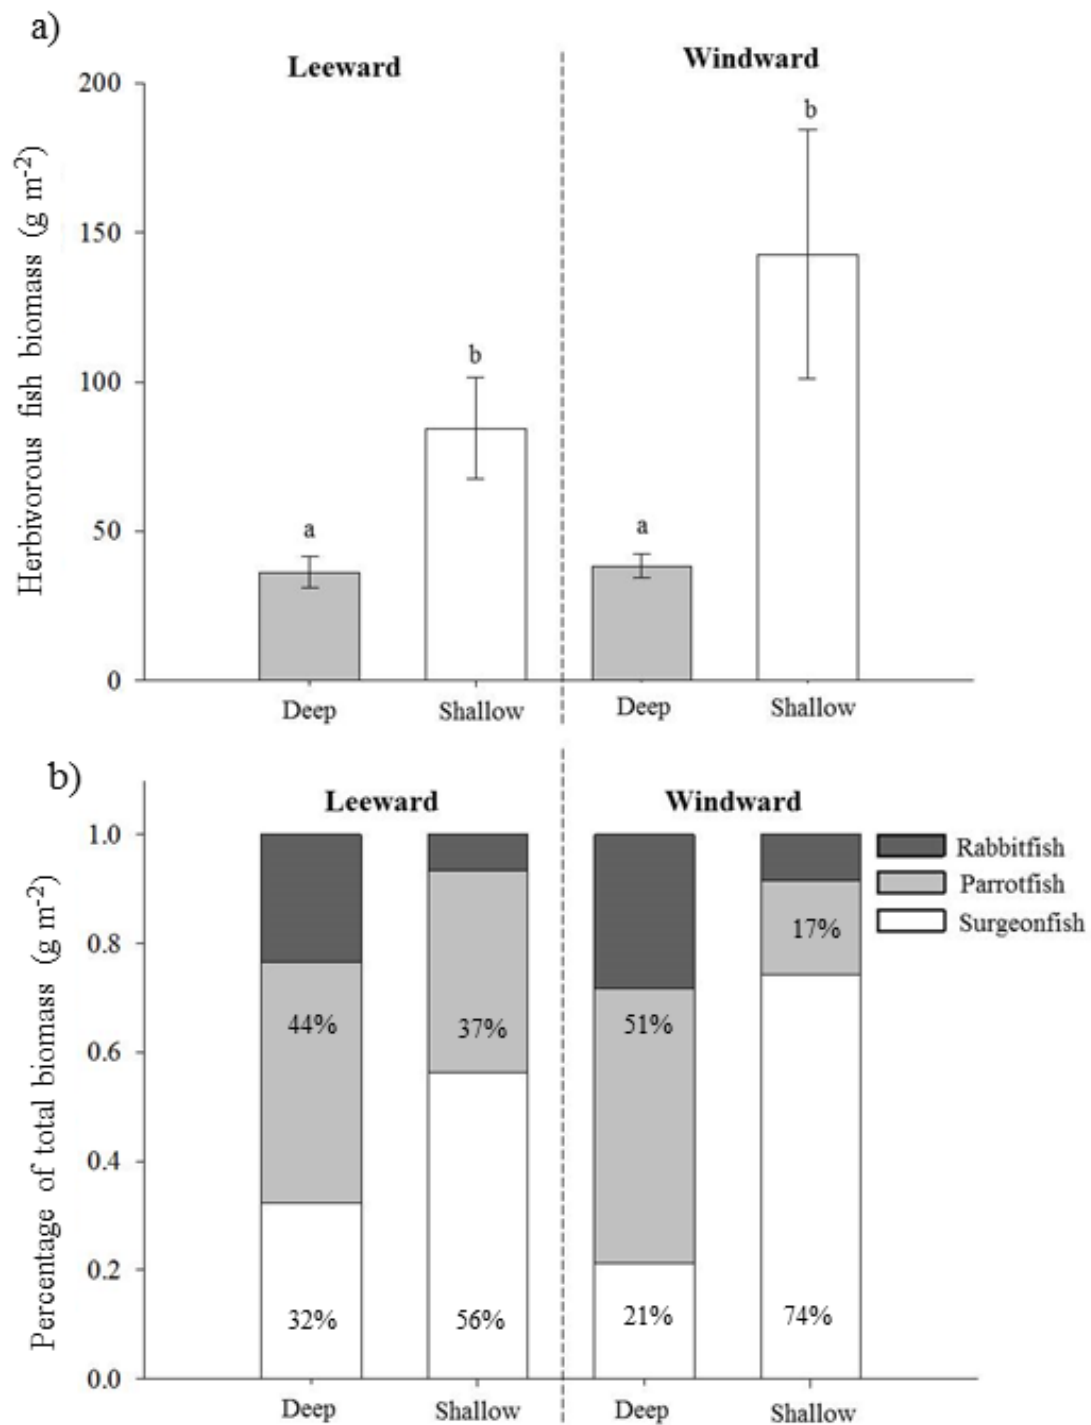 a)
Leeward
Windward
Herbivorous fish biomass (g m⁻²)
200
150
100
50
0
a
b
a
b
Deep
Shallow
Deep
Shallow
b)
Leeward
Windward
Percentage of total biomass (g m⁻²)
1.0
0.8
0.6
0.4
0.2
0.0
44%
37%
51%
17%
32%
56%
21%
74%
Rabbitfish
Parrotfish
Surgeonfish
Deep
Shallow
Deep
Shallow